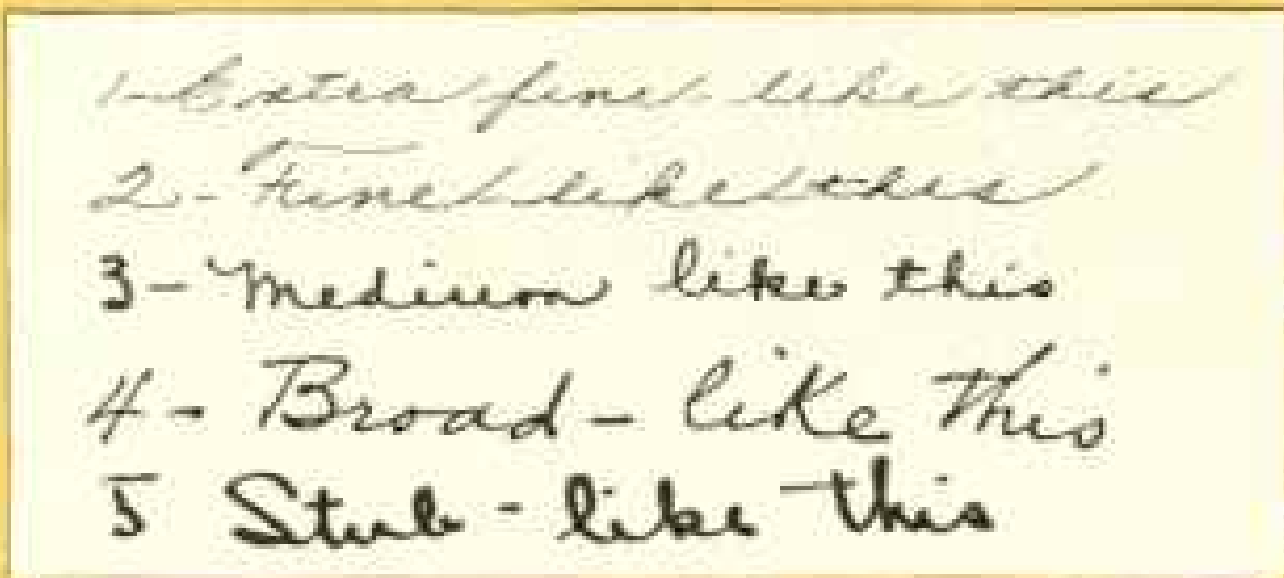 1-Extra fine like this
2-Fine like this
3-Medium like this
4-Broad-like this
5 Stub-like this